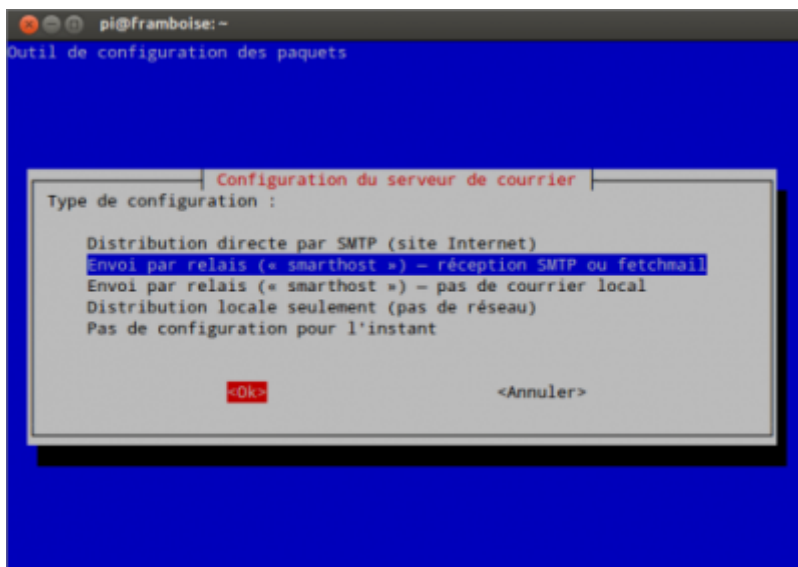 pi@framboise: ~
Outil de configuration des paquets
Configuration du serveur de courrier
Type de configuration :
Distribution directe par SMTP (site Internet)
Envoi par relais (« smarthost ») — réception SMTP ou fetchmail
Envoi par relais (« smarthost ») — pas de courrier local
Distribution locale seulement (pas de réseau)
Pas de configuration pour l'instant
<Ok> <Annuler>